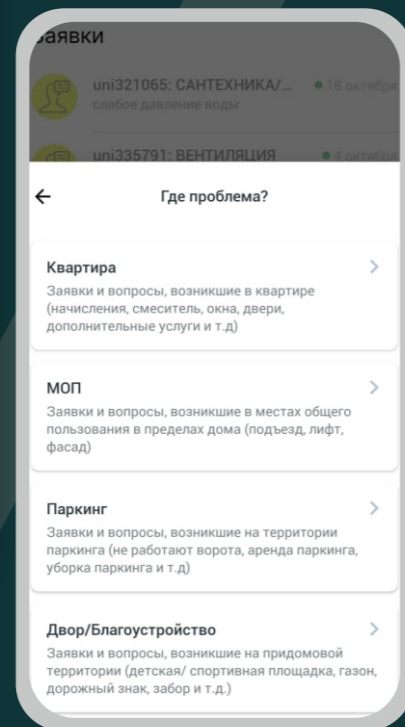 Заявки
uni321065: САНТЕХНИКА/... 18 октября
слабое давление воды
uni335791: ВЕНТИЛЯЦИЯ 4 октября
Где проблема?
Квартира
Заявки и вопросы, возникшие в квартире
(начисления, смеситель, окна, двери,
дополнительные услуги и т.д)
МОП
Заявки и вопросы, возникшие в местах общего
пользования в пределах дома (подъезд, лифт,
фасад)
Паркинг
Заявки и вопросы, возникшие на территории
паркинга (не работают ворота, аренда паркинга,
уборка паркинга и т.д)
Двор/Благоустройство
Заявки и вопросы, возникшие на придомовой
территории (детская/ спортивная площадка, газон,
дорожный знак, забор и т.д.)